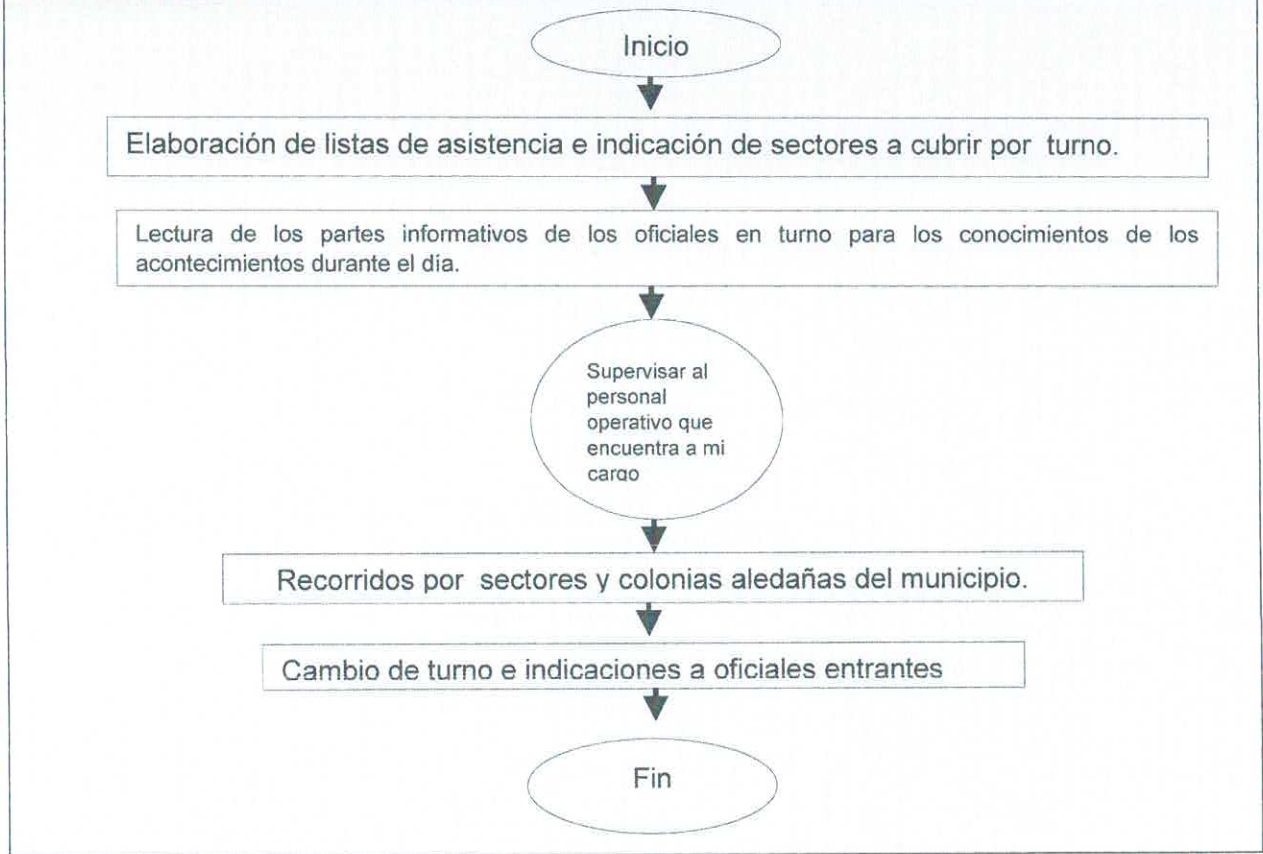 Inicio
Elaboración de listas de asistencia e indicación de sectores a cubrir por turno.
Lectura de los partes informativos de los oficiales en turno para los conocimientos de los
acontecimientos durante el día.
Supervisar al
personal
operativo que
encuentra a mi
cargo
Recorridos por sectores y colonias aledañas del municipio.
Cambio de turno e indicaciones a oficiales entrantes
Fin